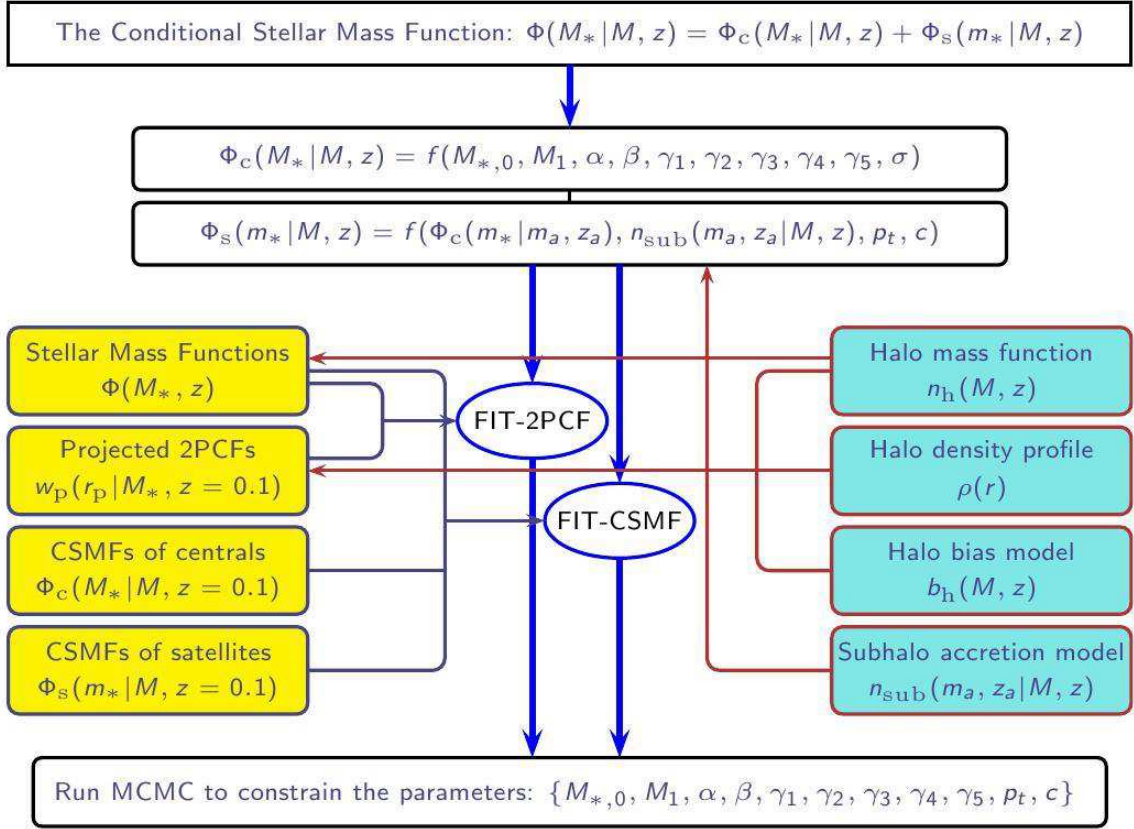 The Conditional Stellar Mass Function: Φ(M∗|M, z) = Φc(M∗|M, z) + Φs(m∗|M, z)
Φc(M∗|M, z) = f(M∗,0, M1, α, β, γ1, γ2, γ3, γ4, γ5, σ)
Φs(m∗|M, z) = f(Φc(m∗|ma, za), nsub(ma, za|M, z), pt, c)
Stellar Mass Functions
Φ(M∗, z)
Projected 2PCFs
wp(rp|M∗, z = 0.1)
CSMFs of centrals
Φc(M∗|M, z = 0.1)
CSMFs of satellites
Φs(m∗|M, z = 0.1)
FIT-2PCF
FIT-CSMF
Halo mass function
nh(M, z)
Halo density profile
ρ(r)
Halo bias model
bh(M, z)
Subhalo accretion model
nsub(ma, za|M, z)
Run MCMC to constrain the parameters: {M∗,0, M1, α, β, γ1, γ2, γ3, γ4, γ5, pt, c}